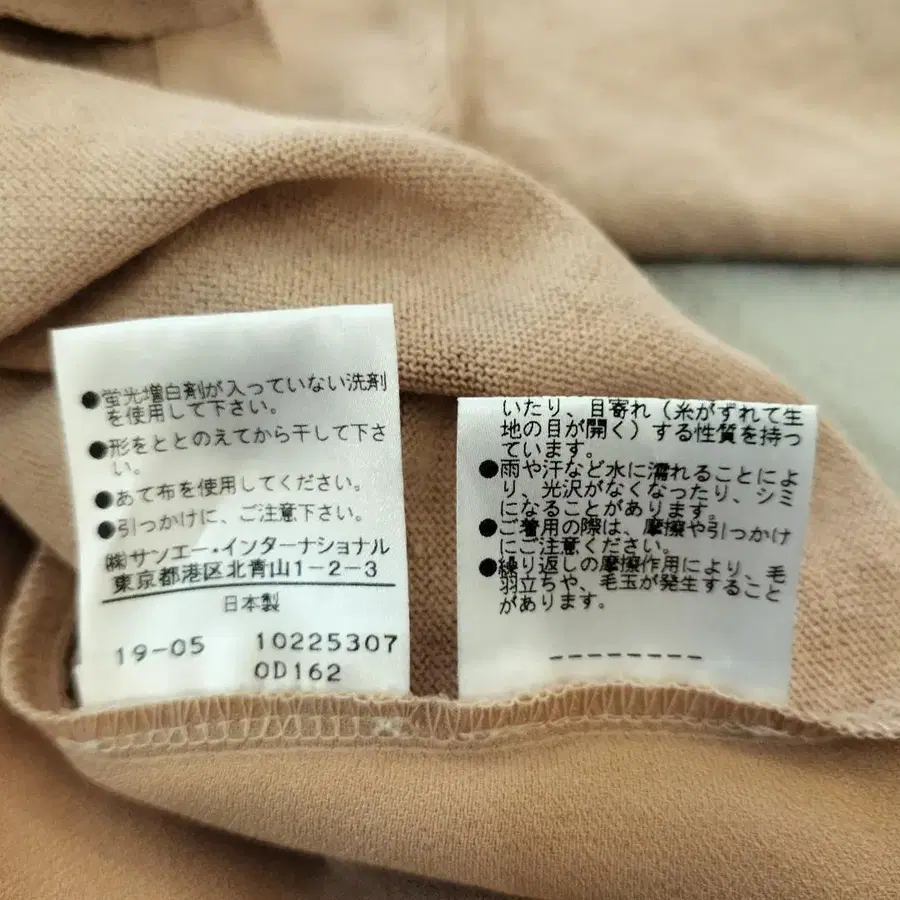 ●蛍光増白剤が入っていない洗剤
を使用して下さい。
●形をととのえてから干して下さ
い。
●あて布を使用してください。
●引っかけに、ご注意下さい。
㈱サンエー・インターナショナル
東京都港区北青山1-2-3
日本製
19-05 10225307
0D162
いたり、目寄れ(糸がずれて生
地の目が開く)する性質を持っ
ています。
●雨や汗など水に濡れることによ
り、光沢がなくなったり、シミ
になることがあります。
●ご着用の際は、摩擦や引っかけ
にご注意ください。
●繰り返しの摩擦作用により、毛
羽立ちや、毛玉が発生すること
があります。
---------